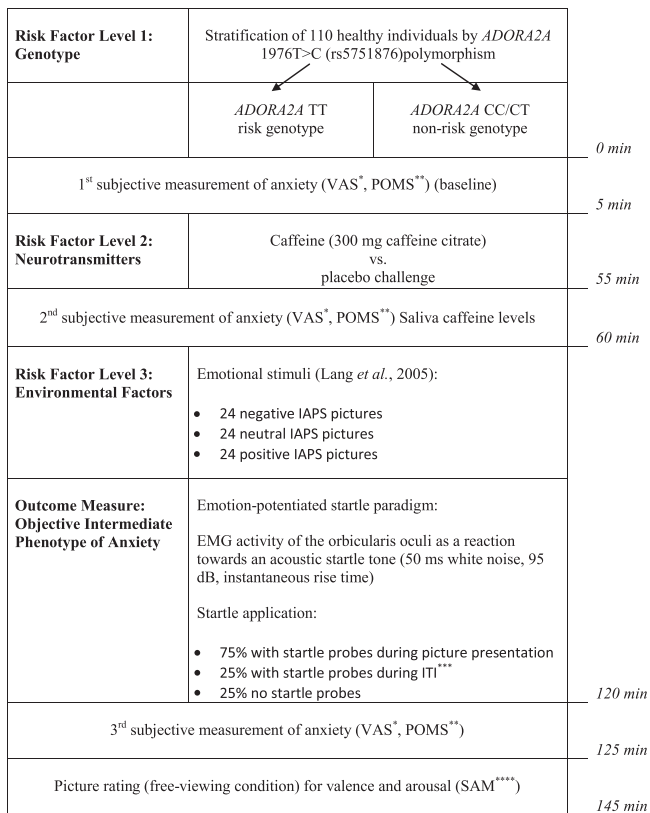 Risk Factor Level 1:
Genotype
Stratification of 110 healthy individuals by ADORA2A
1976T>C (rs5751876)polymorphism
ADORA2A TT
risk genotype
ADORA2A CC/CT
non-risk genotype
0 min
1st subjective measurement of anxiety (VAS*, POMS**) (baseline)
5 min
Risk Factor Level 2:
Neurotransmitters
Caffeine (300 mg caffeine citrate)
vs.
placebo challenge
55 min
2nd subjective measurement of anxiety (VAS*, POMS**) Saliva caffeine levels
60 min
Risk Factor Level 3:
Environmental Factors
Emotional stimuli (Lang et al., 2005):
• 24 negative IAPS pictures
• 24 neutral IAPS pictures
• 24 positive IAPS pictures
Outcome Measure:
Objective Intermediate
Phenotype of Anxiety
Emotion-potentiated startle paradigm:
EMG activity of the orbicularis oculi as a reaction
towards an acoustic startle tone (50 ms white noise, 95
dB, instantaneous rise time)
Startle application:
• 75% with startle probes during picture presentation
• 25% with startle probes during ITI***
• 25% no startle probes
120 min
3rd subjective measurement of anxiety (VAS*, POMS**)
125 min
Picture rating (free-viewing condition) for valence and arousal (SAM****)
145 min